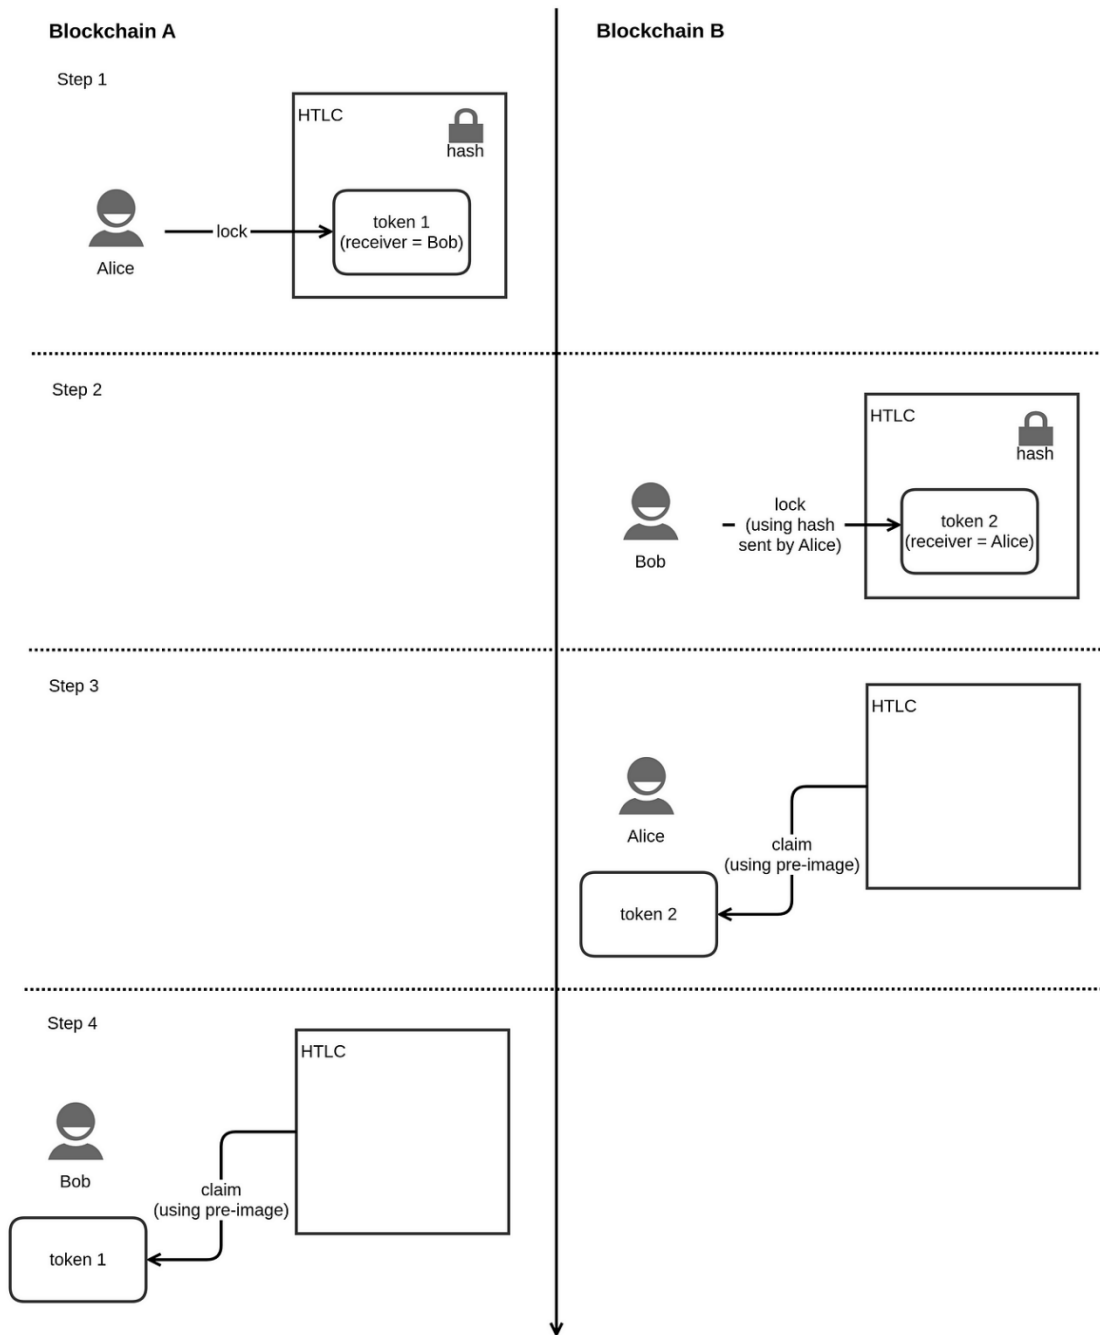 Blockchain A
Blockchain B
Step 1
HTLC
hash
token 1
(receiver = Bob)
lock
Alice
Step 2
HTLC
hash
lock
(using hash
sent by Alice)
token 2
(receiver = Alice)
Bob
Step 3
HTLC
Alice
claim
(using pre-image)
token 2
Step 4
HTLC
Bob
claim
(using pre-image)
token 1